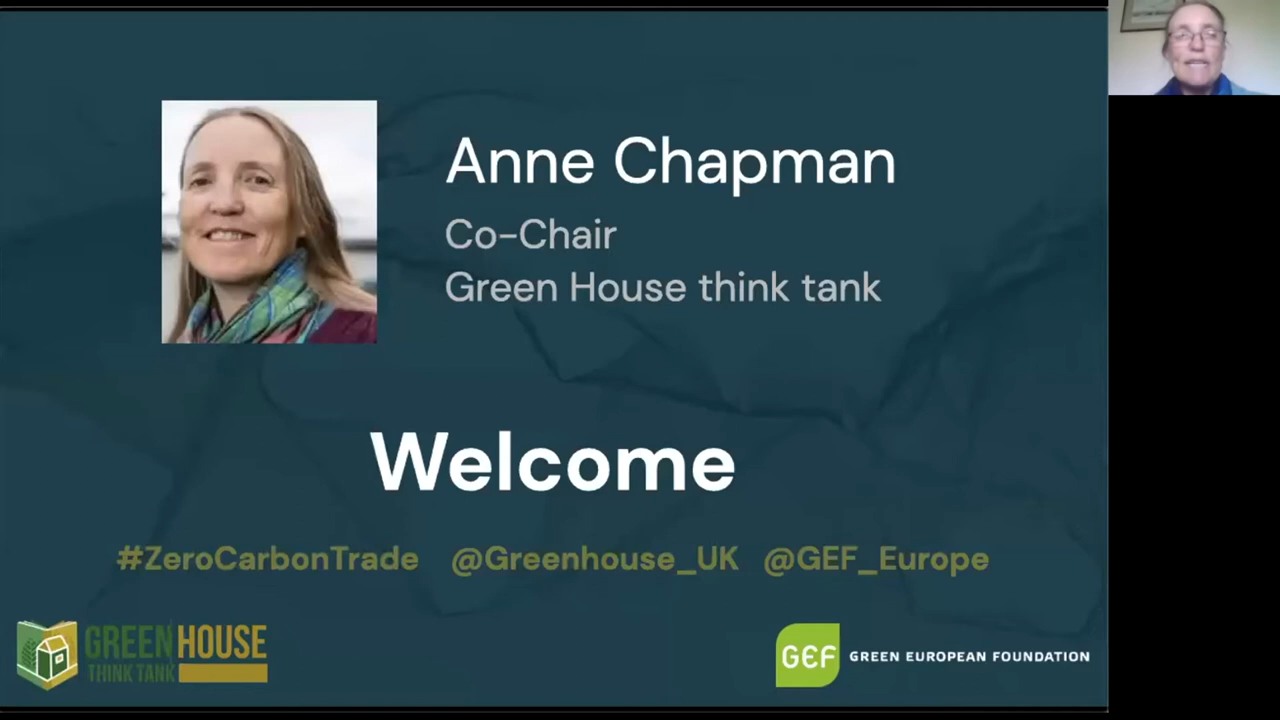 Anne Chapman
Co-Chair
Green House think tank
Welcome
#ZeroCarbonTrade @Greenhouse_UK @GEF_Europe
GREEN HOUSE
THINK TANK
GEF GREEN EUROPEAN FOUNDATION